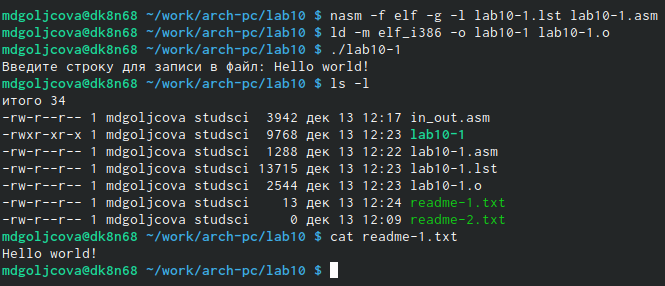 mdgoljcova@dk8n68 ~/work/arch-pc/lab10 $ nasm -f elf -g -l lab10-1.lst lab10-1.asm
mdgoljcova@dk8n68 ~/work/arch-pc/lab10 $ ld -m elf_i386 -o lab10-1 lab10-1.o
mdgoljcova@dk8n68 ~/work/arch-pc/lab10 $ ./lab10-1
Введите строку для записи в файл: Hello world!
mdgoljcova@dk8n68 ~/work/arch-pc/lab10 $ ls -l
итого 34
-rw-r--r-- 1 mdgoljcova studsci  3942 дек 13 12:17 in_out.asm
-rwxr-xr-x 1 mdgoljcova studsci  9768 дек 13 12:23 lab10-1
-rw-r--r-- 1 mdgoljcova studsci  1288 дек 13 12:22 lab10-1.asm
-rw-r--r-- 1 mdgoljcova studsci 13715 дек 13 12:23 lab10-1.lst
-rw-r--r-- 1 mdgoljcova studsci  2544 дек 13 12:23 lab10-1.o
-rw-r--r-- 1 mdgoljcova studsci    13 дек 13 12:24 readme-1.txt
-rw-r--r-- 1 mdgoljcova studsci     0 дек 13 12:09 readme-2.txt
mdgoljcova@dk8n68 ~/work/arch-pc/lab10 $ cat readme-1.txt
Hello world!
mdgoljcova@dk8n68 ~/work/arch-pc/lab10 $